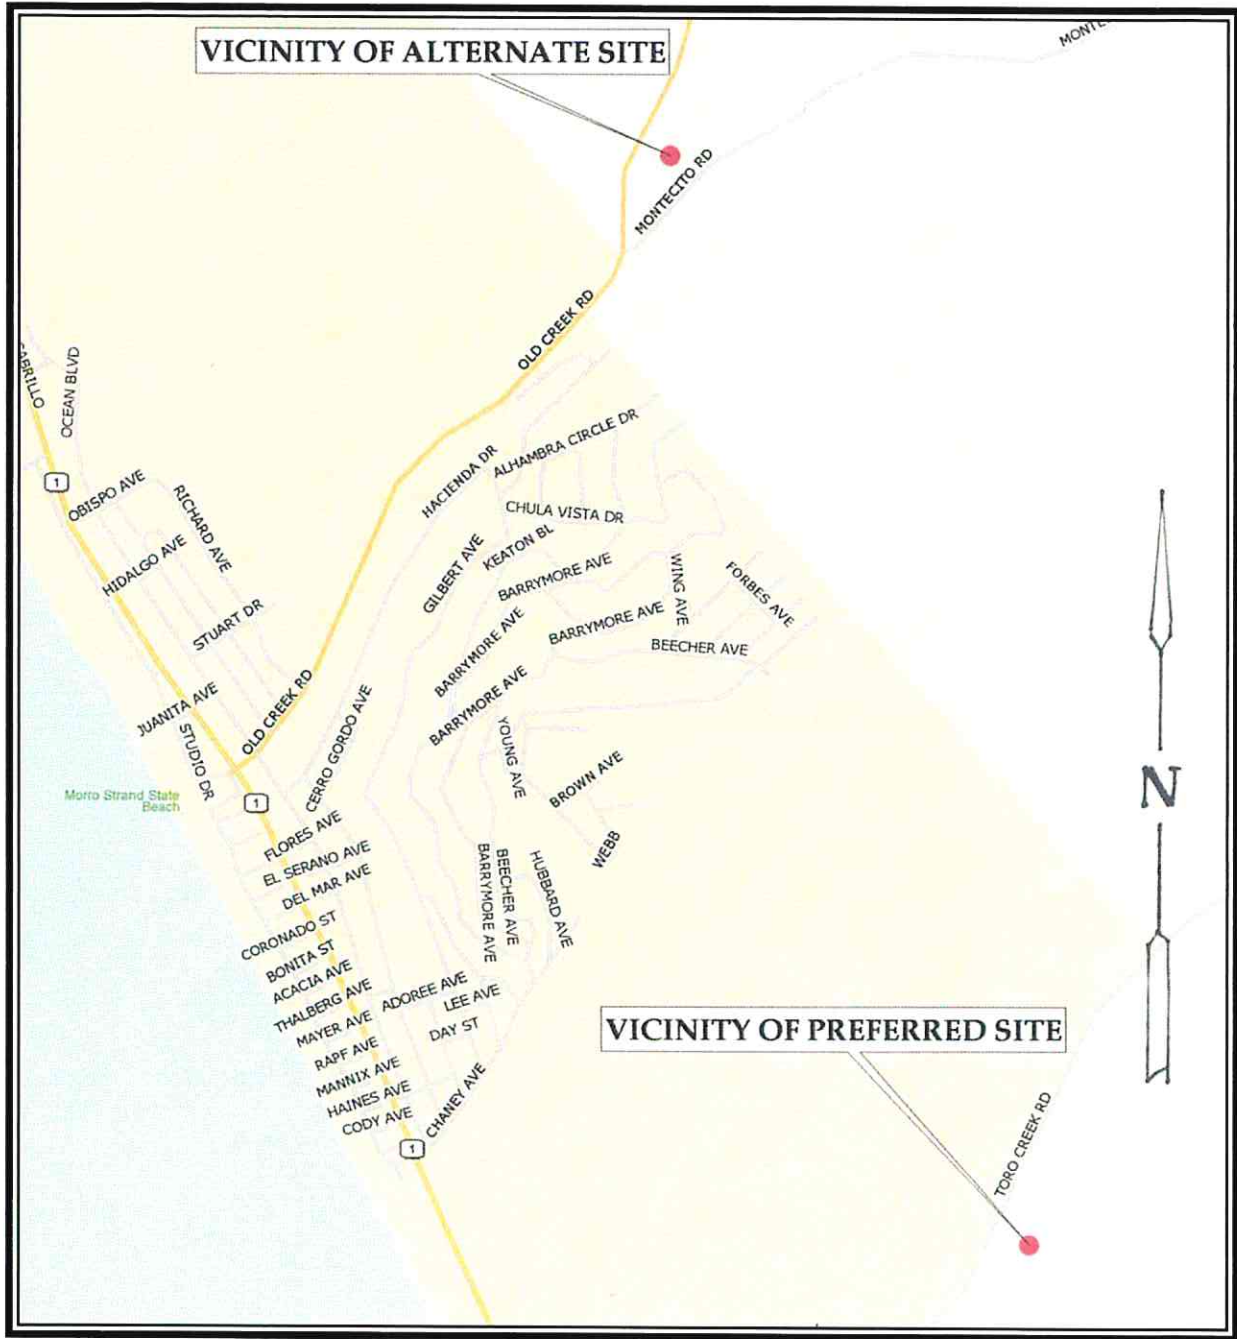 VICINITY OF ALTERNATE SITE
MONTECITO RD
OLD CREEK RD
OCEAN BLVD
1
OBISPO AVE
RICHARD AVE
HIDALGO AVE
STUART DR
HACIENDA DR
ALHAMBRA CIRCLE DR
CHULA VISTA DR
GILBERT AVE
KEATON BL
BARRYMORE AVE
WING AVE
FORBES AVE
BARRYMORE AVE
BARRYMORE AVE
BEECHER AVE
BARRYMORE AVE
JUANITA AVE
OLD CREEK RD
STUDIO DR
CERRO GORDO AVE
YOUNG AVE
BROWN AVE
N
Morro Strand State
Beach
1
FLORES AVE
EL SERANO AVE
DEL MAR AVE
WEBB
BARRYMORE AVE
BEECHER AVE
HUBBARD AVE
CORONADO ST
BONITA ST
ACACIA AVE
THALBERG AVE
ADOREE AVE
LEE AVE
MAYER AVE
DAY ST
RAPF AVE
MANNIX AVE
HAINES AVE
CODY AVE
CHANEY AVE
1
VICINITY OF PREFERRED SITE
TORO CREEK RD